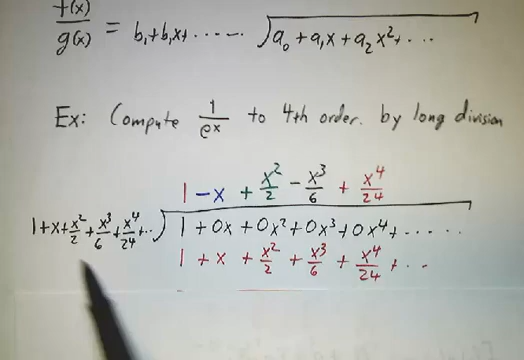 f(x)/g(x) = b₁+b₁x+ ······ )a₀ + a₁x + a₂x² + ···
Ex: Compute 1/eˣ to 4th order. by long division
1 - x + x²/2 - x³/6 + x⁴/24
1+x+x²/2+x³/6+x⁴/24+··· )1 + 0x + 0x² + 0x³ + 0x⁴ + ······
1 + x + x²/2 + x³/6 + x⁴/24 + ···